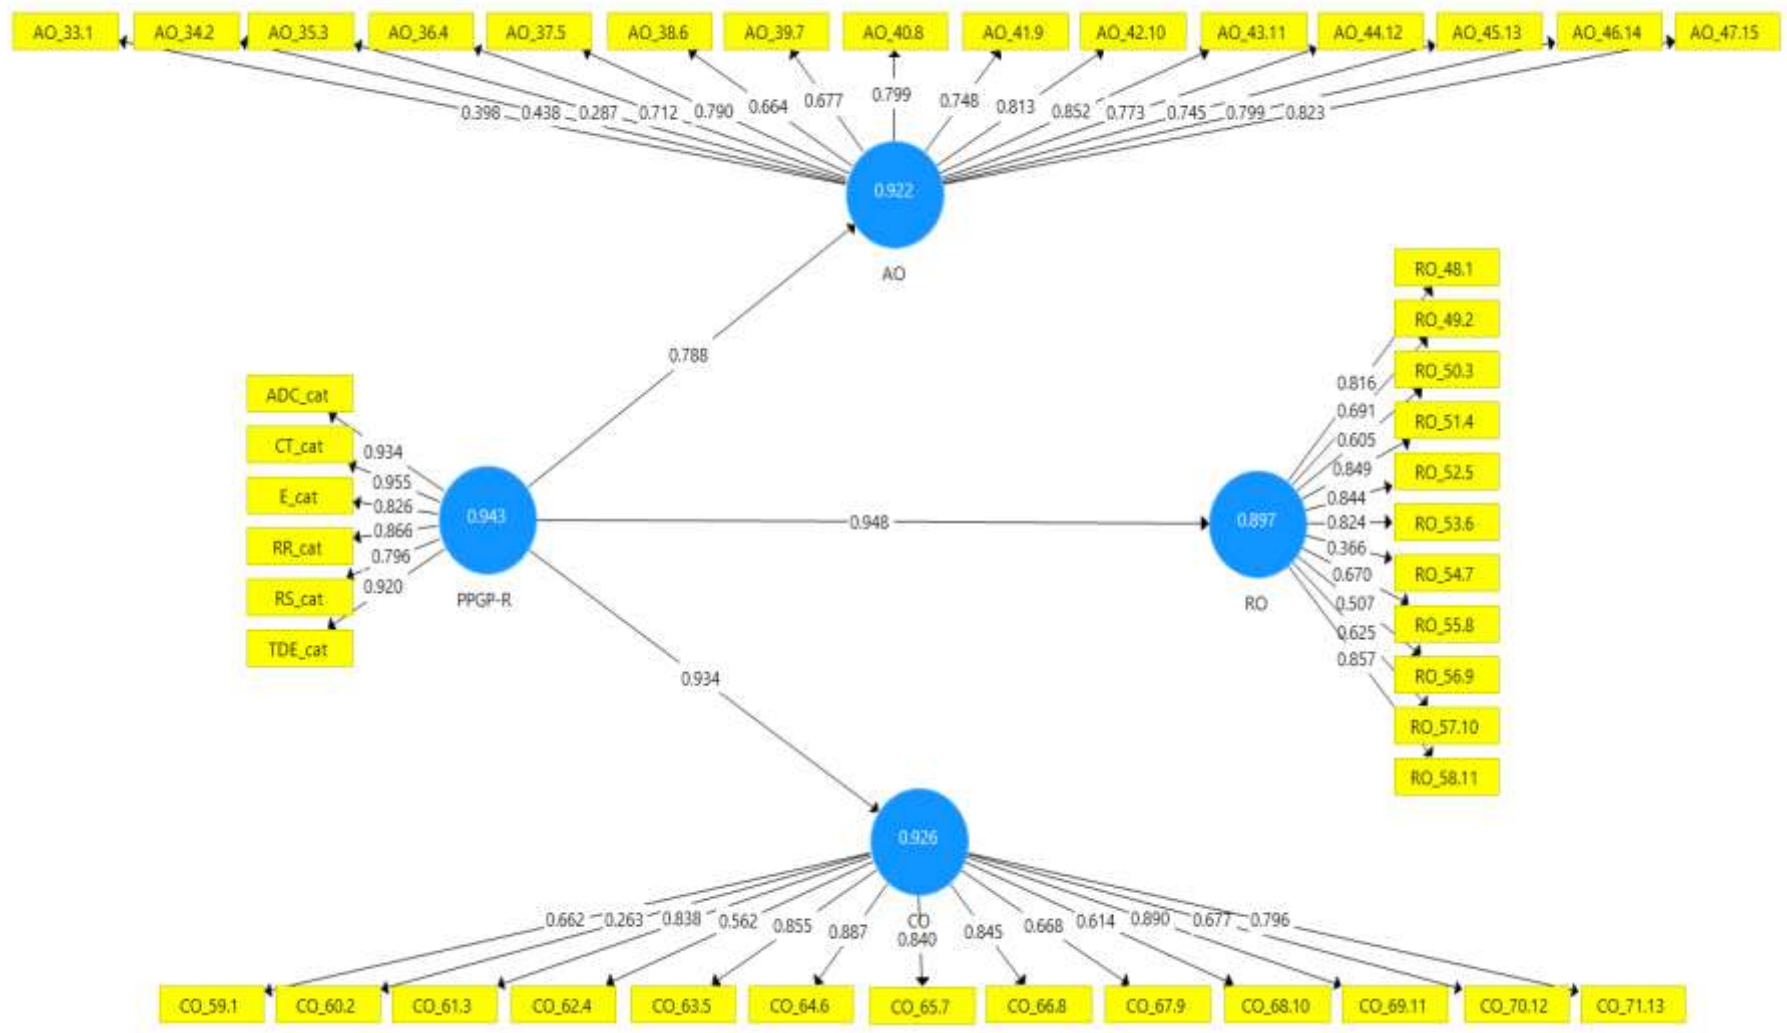 AO_33.1
AO_34.2
AO_35.3
AO_36.4
AO_37.5
AO_38.6
AO_39.7
AO_40.8
AO_41.9
AO_42.10
AO_43.11
AO_44.12
AO_45.13
AO_46.14
AO_47.15
0.398
0.438
0.287
0.712
0.790
0.664
0.677
0.799
0.748
0.813
0.852
0.773
0.745
0.799
0.823
0.922
AO
0.788
ADC_cat
CT_cat
E_cat
RR_cat
RS_cat
TDE_cat
0.934
0.955
0.826
0.866
0.796
0.920
0.943
PPGP-R
0.948
0.897
RO
0.816
0.691
0.605
0.849
0.844
0.824
0.366
0.670
0.507
0.625
0.857
RO_48.1
RO_49.2
RO_50.3
RO_51.4
RO_52.5
RO_53.6
RO_54.7
RO_55.8
RO_56.9
RO_57.10
RO_58.11
0.934
0.926
CO
0.662
0.263
0.838
0.562
0.855
0.887
0.840
0.845
0.668
0.614
0.890
0.677
0.796
CO_59.1
CO_60.2
CO_61.3
CO_62.4
CO_63.5
CO_64.6
CO_65.7
CO_66.8
CO_67.9
CO_68.10
CO_69.11
CO_70.12
CO_71.13